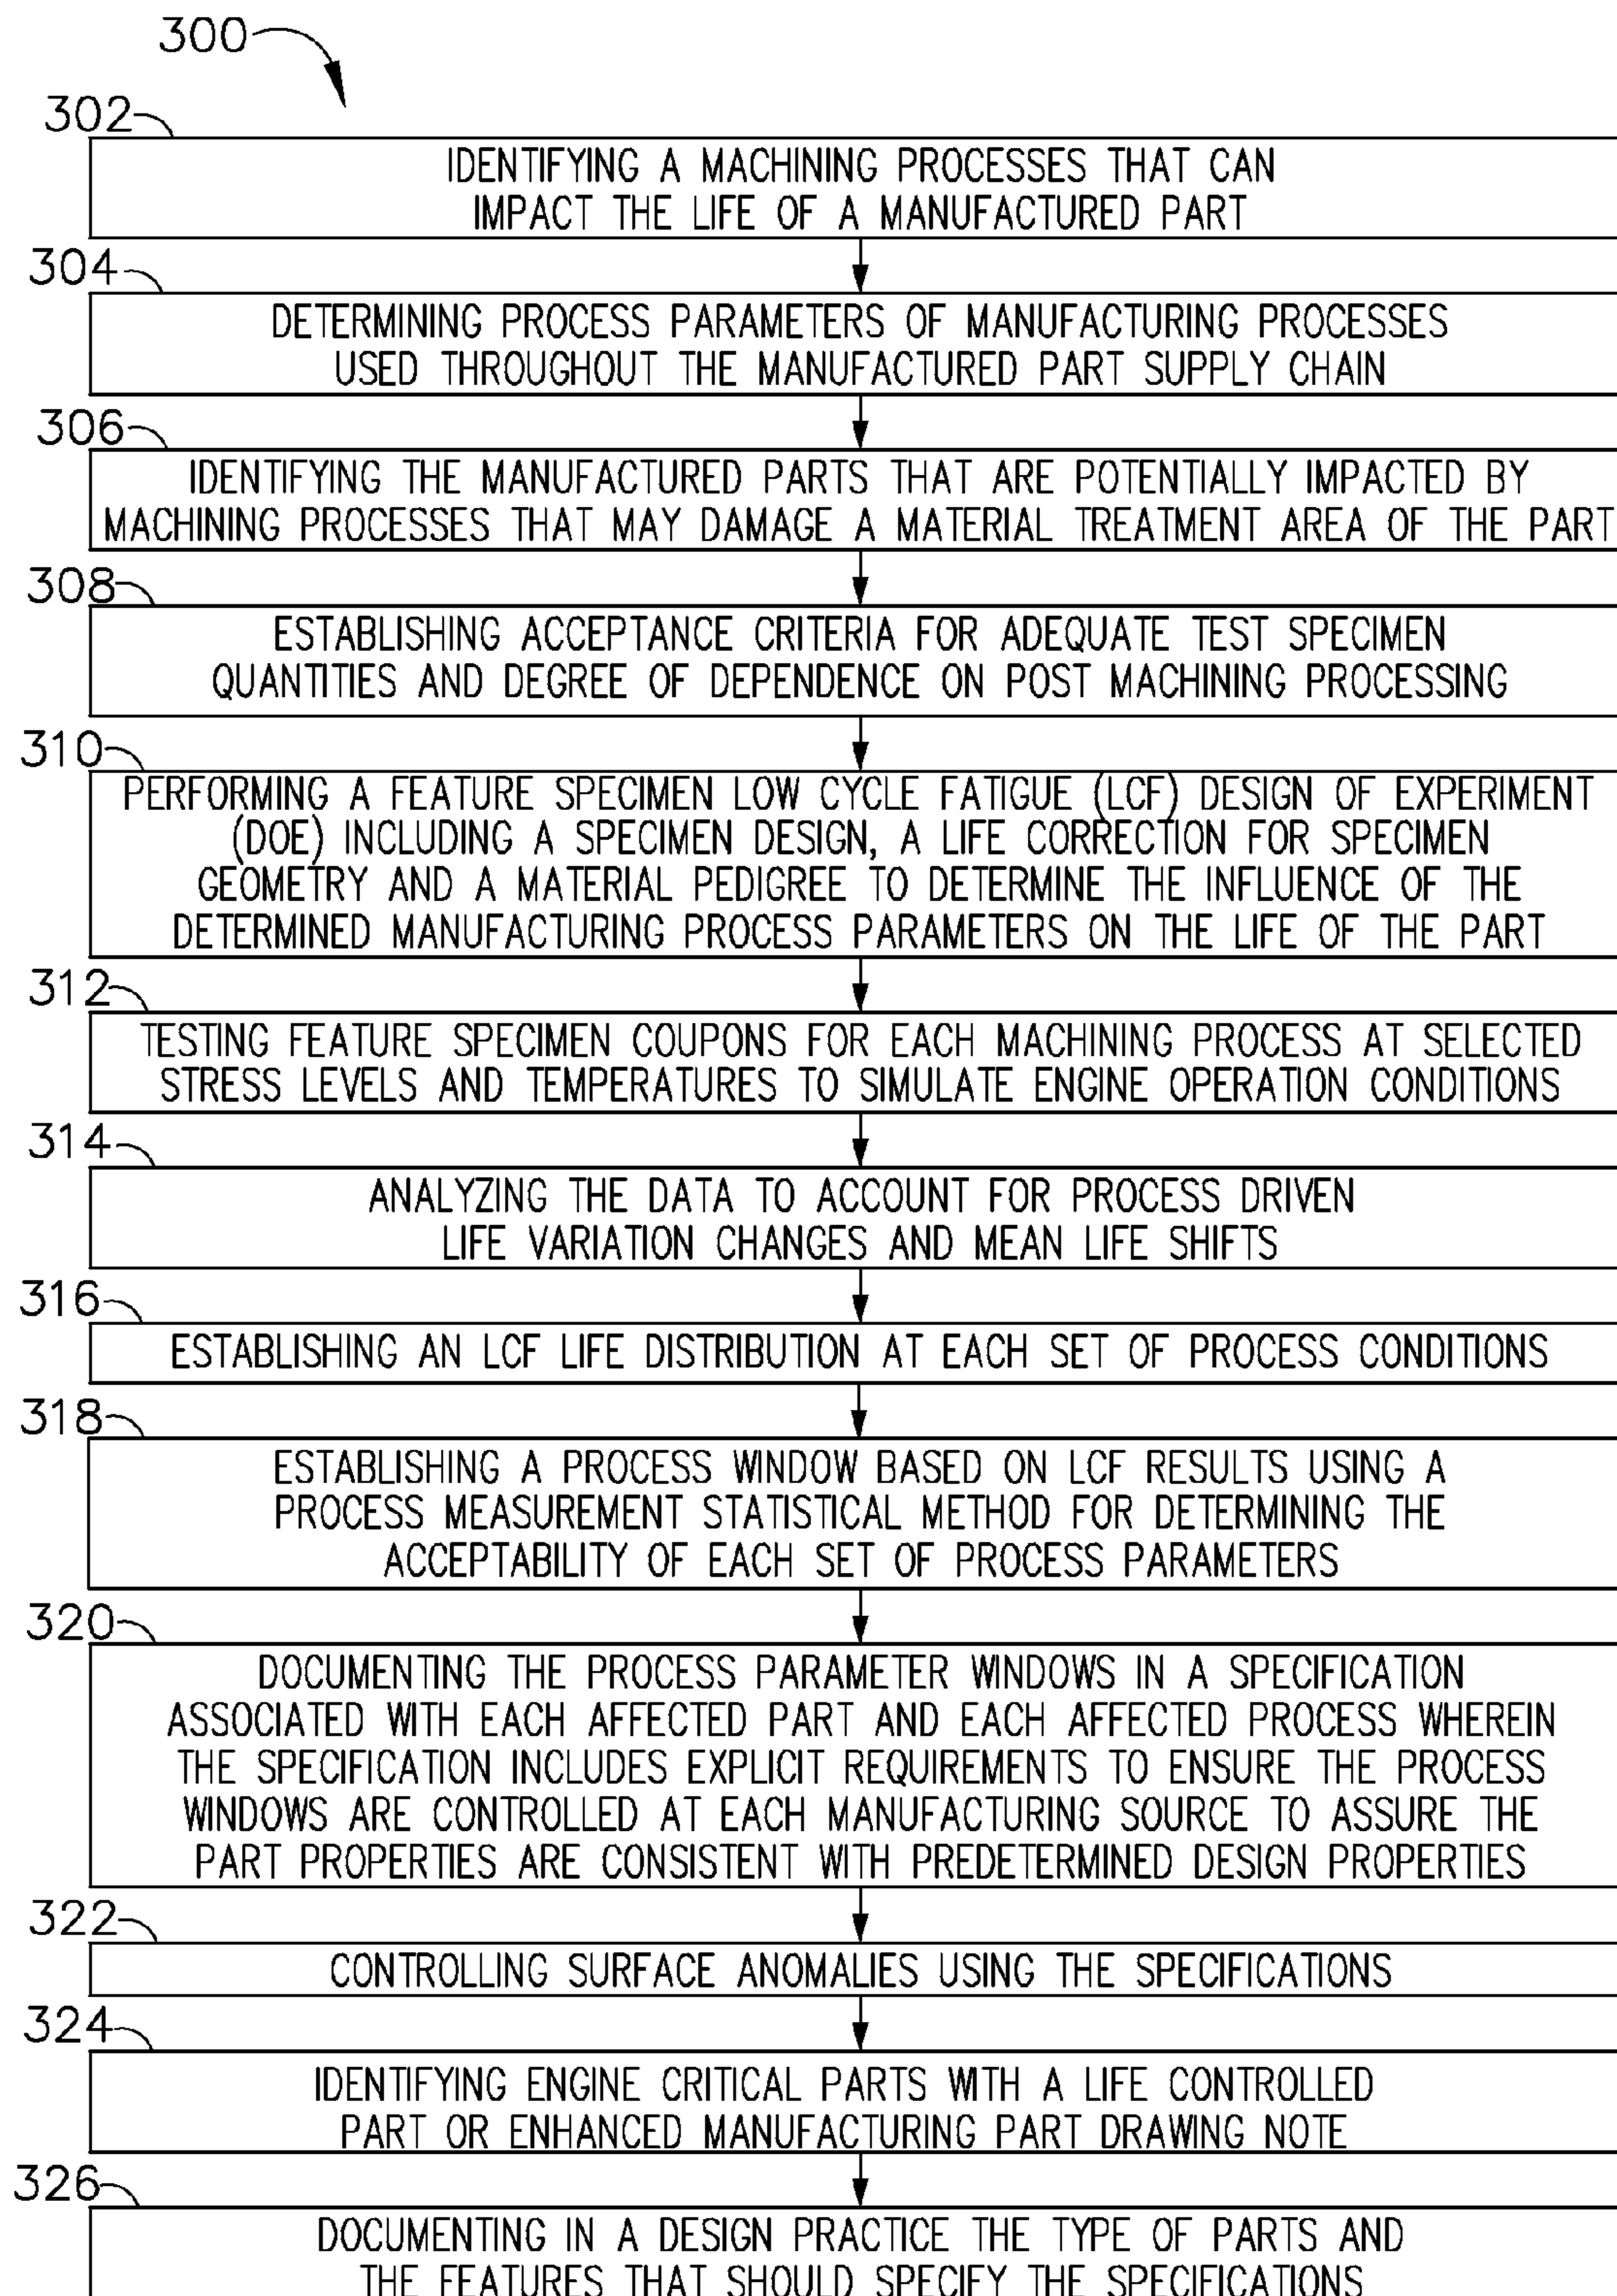 300
302
IDENTIFYING A MACHINING PROCESSES THAT CAN
IMPACT THE LIFE OF A MANUFACTURED PART
304
DETERMINING PROCESS PARAMETERS OF MANUFACTURING PROCESSES
USED THROUGHOUT THE MANUFACTURED PART SUPPLY CHAIN
306
IDENTIFYING THE MANUFACTURED PARTS THAT ARE POTENTIALLY IMPACTED BY
MACHINING PROCESSES THAT MAY DAMAGE A MATERIAL TREATMENT AREA OF THE PART
308
ESTABLISHING ACCEPTANCE CRITERIA FOR ADEQUATE TEST SPECIMEN
QUANTITIES AND DEGREE OF DEPENDENCE ON POST MACHINING PROCESSING
310
PERFORMING A FEATURE SPECIMEN LOW CYCLE FATIGUE (LCF) DESIGN OF EXPERIMENT
(DOE) INCLUDING A SPECIMEN DESIGN, A LIFE CORRECTION FOR SPECIMEN
GEOMETRY AND A MATERIAL PEDIGREE TO DETERMINE THE INFLUENCE OF THE
DETERMINED MANUFACTURING PROCESS PARAMETERS ON THE LIFE OF THE PART
312
TESTING FEATURE SPECIMEN COUPONS FOR EACH MACHINING PROCESS AT SELECTED
STRESS LEVELS AND TEMPERATURES TO SIMULATE ENGINE OPERATION CONDITIONS
314
ANALYZING THE DATA TO ACCOUNT FOR PROCESS DRIVEN
LIFE VARIATION CHANGES AND MEAN LIFE SHIFTS
316
ESTABLISHING AN LCF LIFE DISTRIBUTION AT EACH SET OF PROCESS CONDITIONS
318
ESTABLISHING A PROCESS WINDOW BASED ON LCF RESULTS USING A
PROCESS MEASUREMENT STATISTICAL METHOD FOR DETERMINING THE
ACCEPTABILITY OF EACH SET OF PROCESS PARAMETERS
320
DOCUMENTING THE PROCESS PARAMETER WINDOWS IN A SPECIFICATION
ASSOCIATED WITH EACH AFFECTED PART AND EACH AFFECTED PROCESS WHEREIN
THE SPECIFICATION INCLUDES EXPLICIT REQUIREMENTS TO ENSURE THE PROCESS
WINDOWS ARE CONTROLLED AT EACH MANUFACTURING SOURCE TO ASSURE THE
PART PROPERTIES ARE CONSISTENT WITH PREDETERMINED DESIGN PROPERTIES
322
CONTROLLING SURFACE ANOMALIES USING THE SPECIFICATIONS
324
IDENTIFYING ENGINE CRITICAL PARTS WITH A LIFE CONTROLLED
PART OR ENHANCED MANUFACTURING PART DRAWING NOTE
326
DOCUMENTING IN A DESIGN PRACTICE THE TYPE OF PARTS AND
THE FEATURES THAT SHOULD SPECIFY THE SPECIFICATIONS